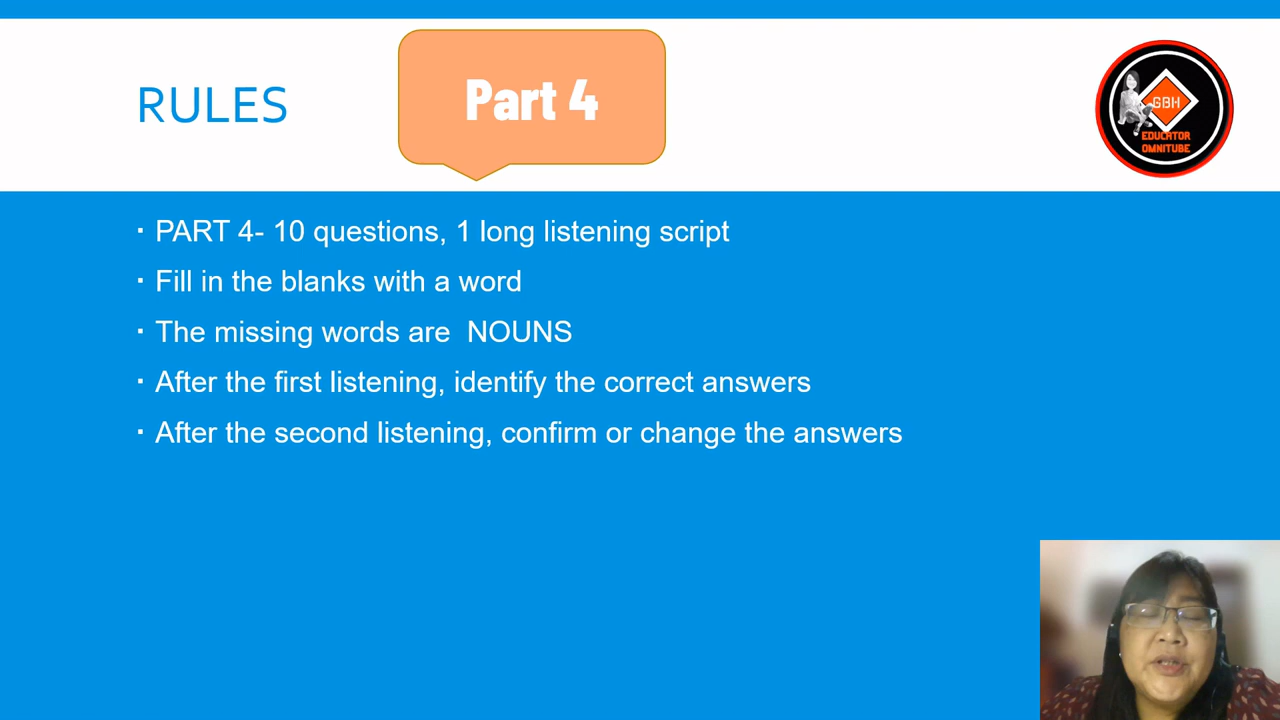 RULES
Part 4
GBH
EDUCATOR
OMNITUBE
▪ PART 4- 10 questions, 1 long listening script
▪ Fill in the blanks with a word
▪ The missing words are  NOUNS
▪ After the first listening, identify the correct answers
▪ After the second listening, confirm or change the answers